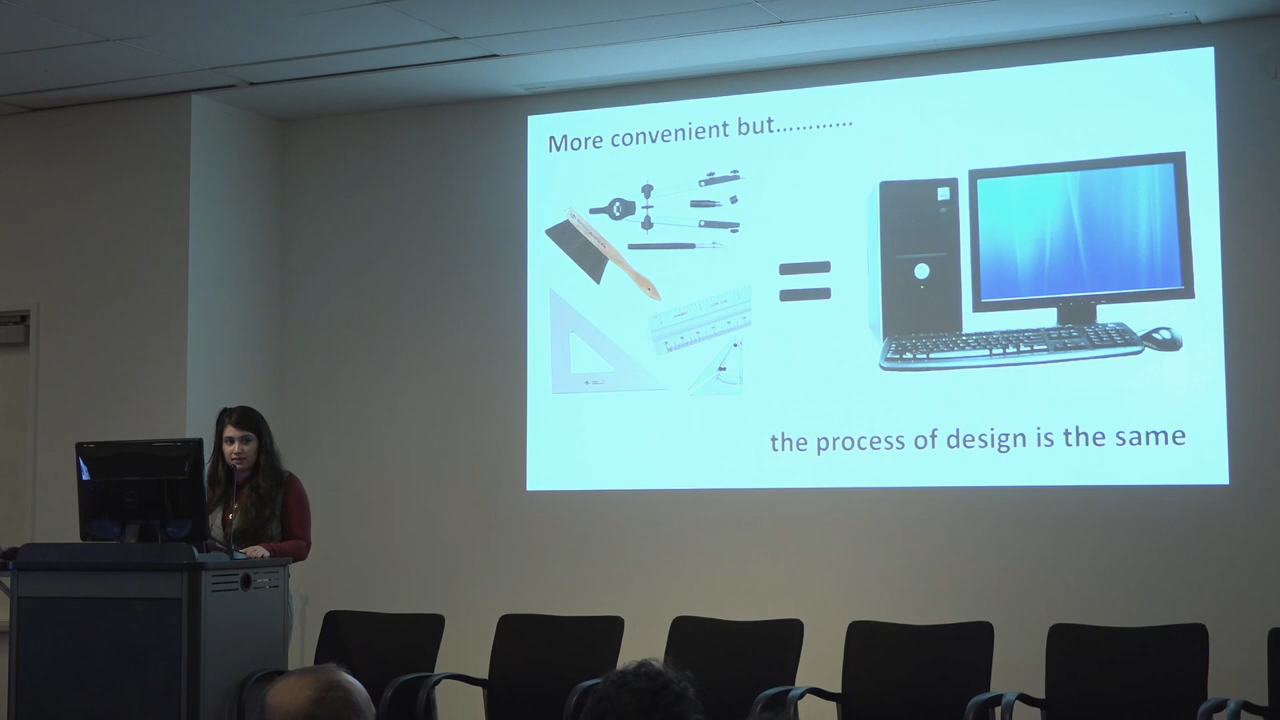 More convenient but............
the process of design is the same